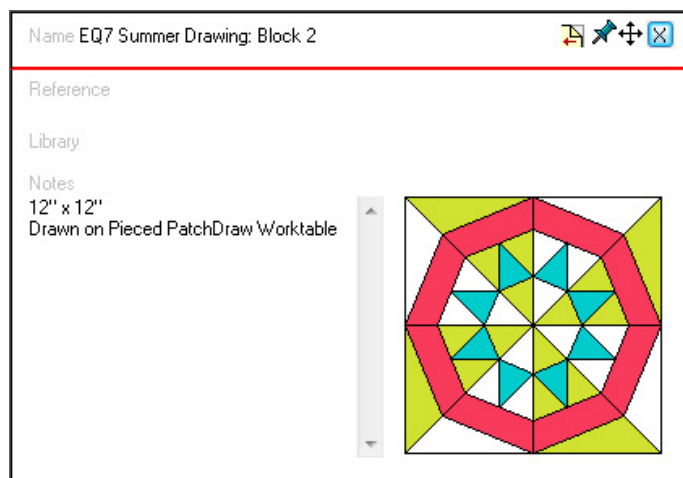 Name EQ7 Summer Drawing: Block 2
Reference
Library
Notes
12" x 12"
Drawn on Pieced PatchDraw Worktable